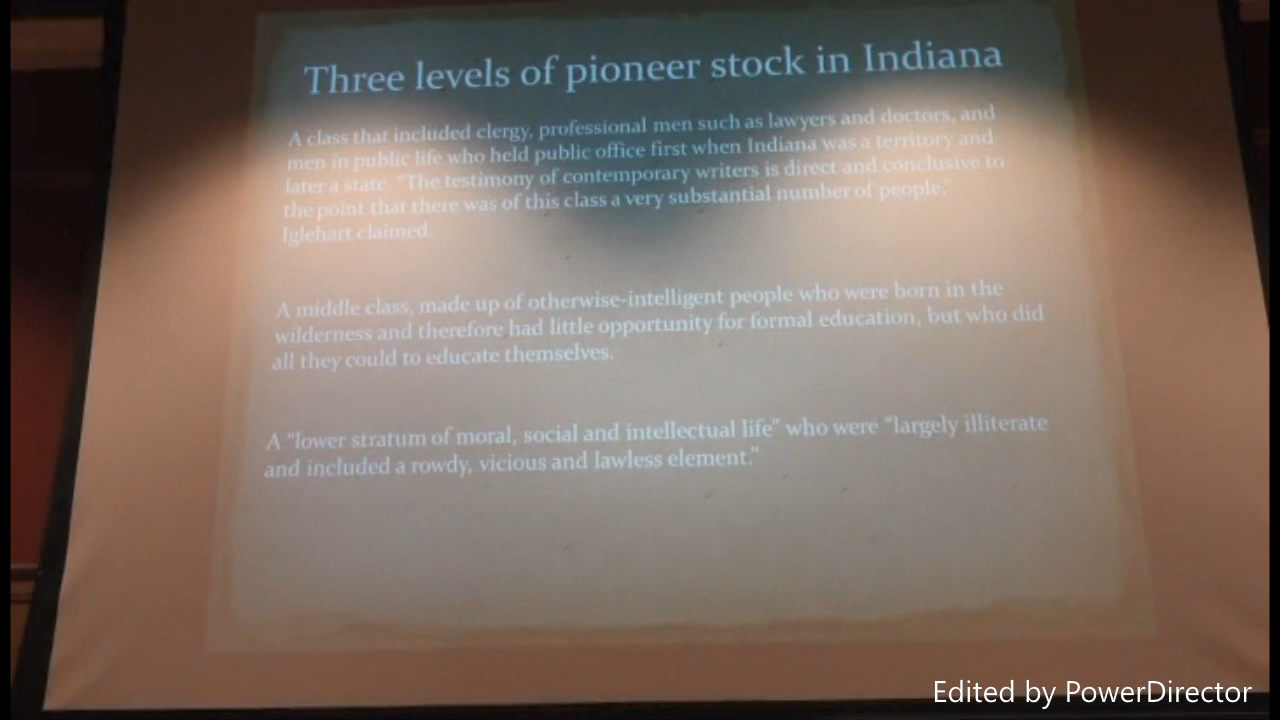 Three levels of pioneer stock in Indiana
A class that included clergy, professional men such as lawyers and doctors, and
men in public life who held public office first when Indiana was a territory and
later a state. "The testimony of contemporary writers is direct and conclusive to
the point that there was of this class a very substantial number of people,"
Iglehart claimed.
A middle class, made up of otherwise-intelligent people who were born in the
wilderness and therefore had little opportunity for formal education, but who did
all they could to educate themselves.
A “lower stratum of moral, social and intellectual life” who were “largely illiterate
and included a rowdy, vicious and lawless element.”
Edited by PowerDirector